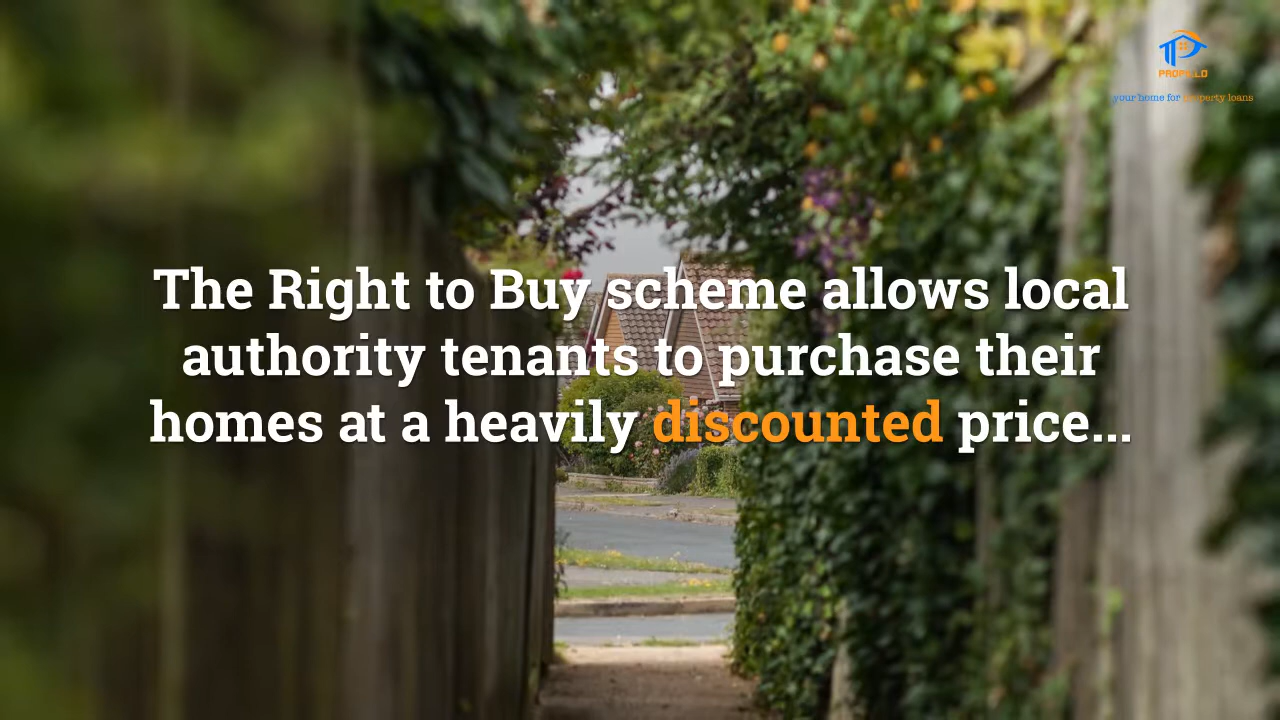 PROPILLO
your home for property loans
The Right to Buy scheme allows local
authority tenants to purchase their
homes at a heavily discounted price...